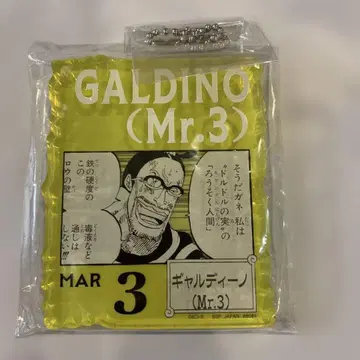 GALDINO
(Mr.3)
そうだガネ私は
"ドルドルの実"の
「ろうそく人間」
鉄の硬度の
この
ロウの壁
毒液など
通しは
しない!!!
MAR
3
ギャルディーノ
(Mr.3)